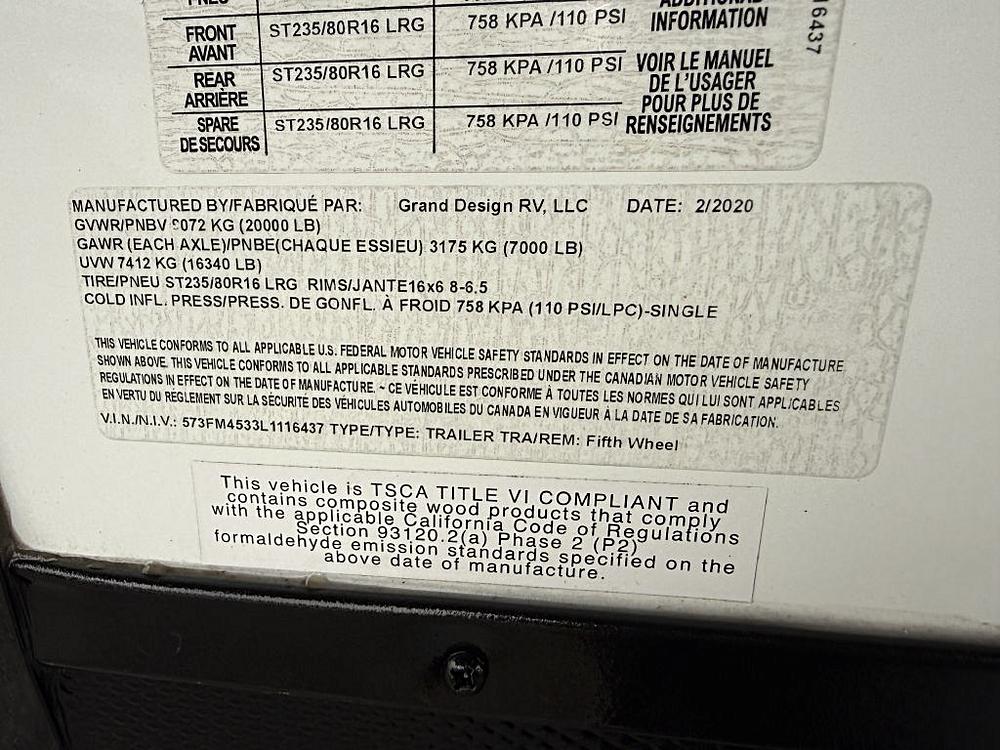 PNEU
ADDITIONAL
FRONT ST235/80R16 LRG 758 KPA /110 PSI INFORMATION
AVANT
REAR ST235/80R16 LRG 758 KPA /110 PSI VOIR LE MANUEL
ARRIÈRE DE L'USAGER
POUR PLUS DE
SPARE ST235/80R16 LRG 758 KPA /110 PSI RENSEIGNEMENTS
DE SECOURS
16437
MANUFACTURED BY/FABRIQUÉ PAR: Grand Design RV, LLC DATE: 2/2020
GVWR/PNBV 9072 KG (20000 LB)
GAWR (EACH AXLE)/PNBE(CHAQUE ESSIEU) 3175 KG (7000 LB)
UVW 7412 KG (16340 LB)
TIRE/PNEU ST235/80R16 LRG RIMS/JANTE16x6 8-6.5
COLD INFL. PRESS/PRESS. DE GONFL. À FROID 758 KPA (110 PSI/LPC)-SINGLE
THIS VEHICLE CONFORMS TO ALL APPLICABLE U.S. FEDERAL MOTOR VEHICLE SAFETY STANDARDS IN EFFECT ON THE DATE OF MANUFACTURE
SHOWN ABOVE. THIS VEHICLE CONFORMS TO ALL APPLICABLE STANDARDS PRESCRIBED UNDER THE CANADIAN MOTOR VEHICLE SAFETY
REGULATIONS IN EFFECT ON THE DATE OF MANUFACTURE. ~ CE VÉHICULE EST CONFORME À TOUTES LES NORMES QUI LUI SONT APPLICABLES
EN VERTU DU RÈGLEMENT SUR LA SÉCURITÉ DES VÉHICULES AUTOMOBILES DU CANADA EN VIGUEUR À LA DATE DE SA FABRICATION.
V.I.N./N.I.V.: 573FM4533L1116437 TYPE/TYPE: TRAILER TRA/REM: Fifth Wheel
This vehicle is TSCA TITLE VI COMPLIANT and
contains composite wood products that comply
with the applicable California Code of Regulations
Section 93120.2(a) Phase 2 (P2)
formaldehyde emission standards specified on the
above date of manufacture.